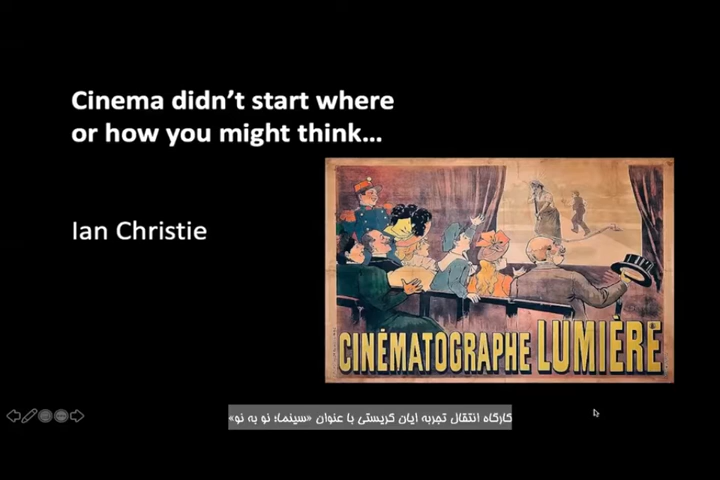 Cinema didn’t start where
or how you might think...
Ian Christie
CINÉMATOGRAPHE LUMIÈRE
کارگاه انتقال تجربه ایان کریستی با عنوان «سینما؛ نو به نو»